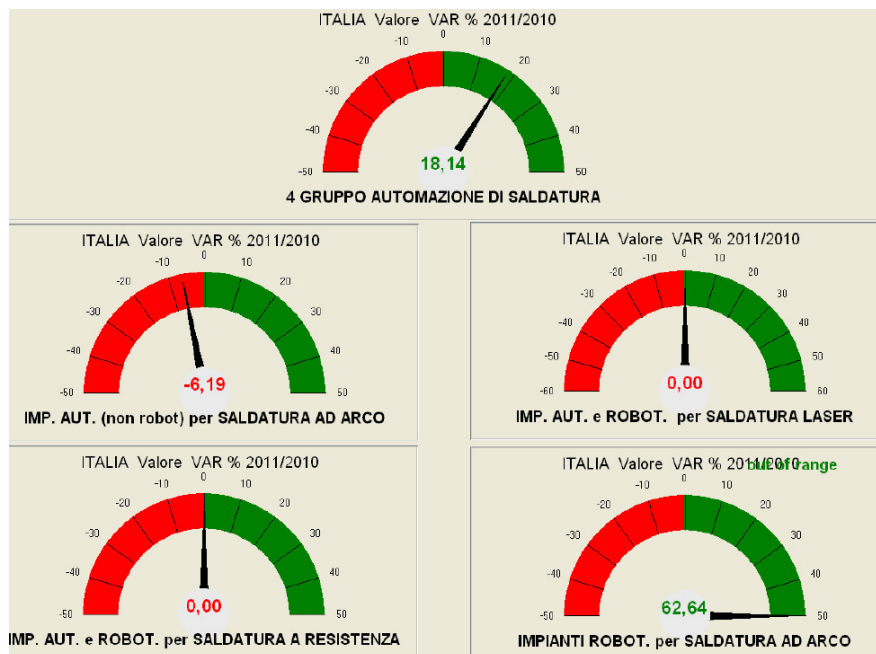 ITALIA Valore VAR % 2011/2010
-50 -40 -30 -20 -10 0 10 20 30 40 50
18,14
4 GRUPPO AUTOMAZIONE DI SALDATURA
ITALIA Valore VAR % 2011/2010
-50 -40 -30 -20 -10 0 10 20 30 40 50
-6,19
IMP. AUT. (non robot) per SALDATURA AD ARCO
ITALIA Valore VAR % 2011/2010
-60 -50 -40 -30 -20 -10 0 10 20 30 40 50 60
0,00
IMP. AUT. e ROBOT. per SALDATURA LASER
ITALIA Valore VAR % 2011/2010
-50 -40 -30 -20 -10 0 10 20 30 40 50
0,00
IMP. AUT. e ROBOT. per SALDATURA A RESISTENZA
ITALIA Valore VAR % 2011/2010
out of range
-50 -40 -30 -20 -10 0 10 20 30 40 50
62,64
IMPIANTI ROBOT. per SALDATURA AD ARCO